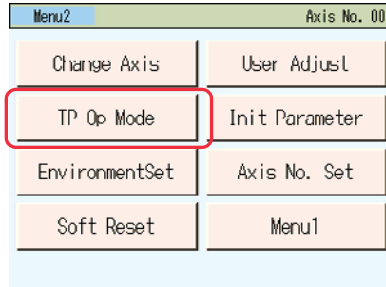 Menu2 Axis No. 00
Change Axis User Adjust
TP Op Mode Init Parameter
EnvironmentSet Axis No. Set
Soft Reset Menu1